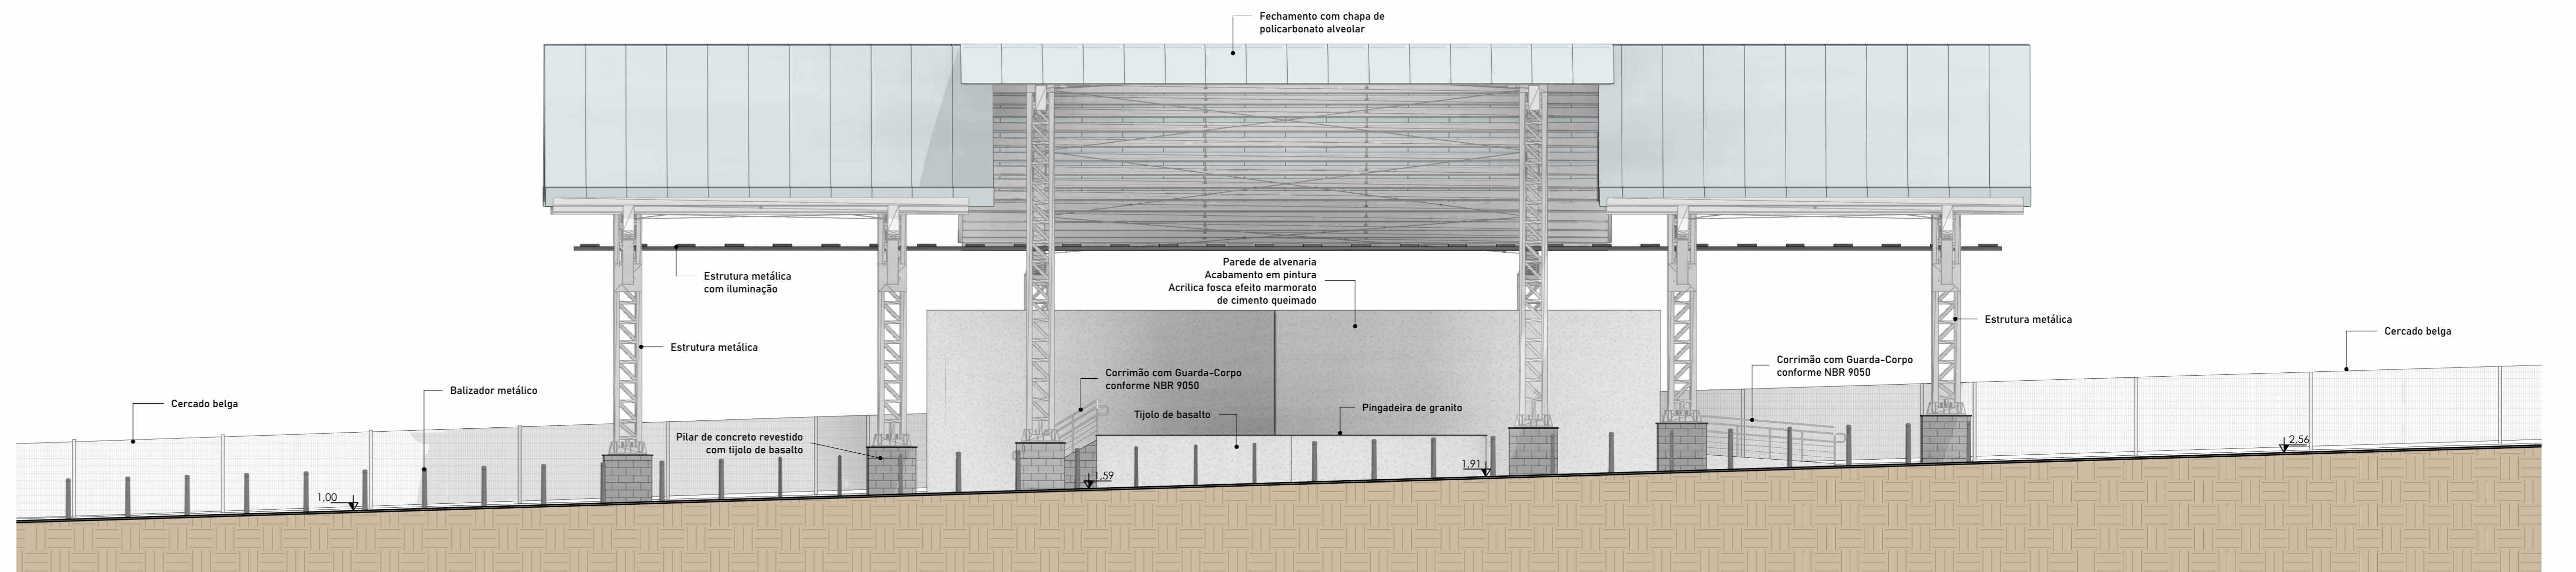 Fechamento com chapa de
policarbonato alveolar
Estrutura metálica
com iluminação
Parede de alvenaria
Acabamento em pintura
Acrilica fosca efeito marmorato
de cimento queimado
Estrutura metálica
Estrutura metálica
Cercado belga
Corrimão com Guarda-Corpo
conforme NBR 9050
Corrimão com Guarda-Corpo
conforme NBR 9050
Balizador metálico
Cercado belga
Tijolo de basalto
Pingadeira de granito
Pilar de concreto revestido
com tijolo de basalto
1,00
1,59
1,91
2,56